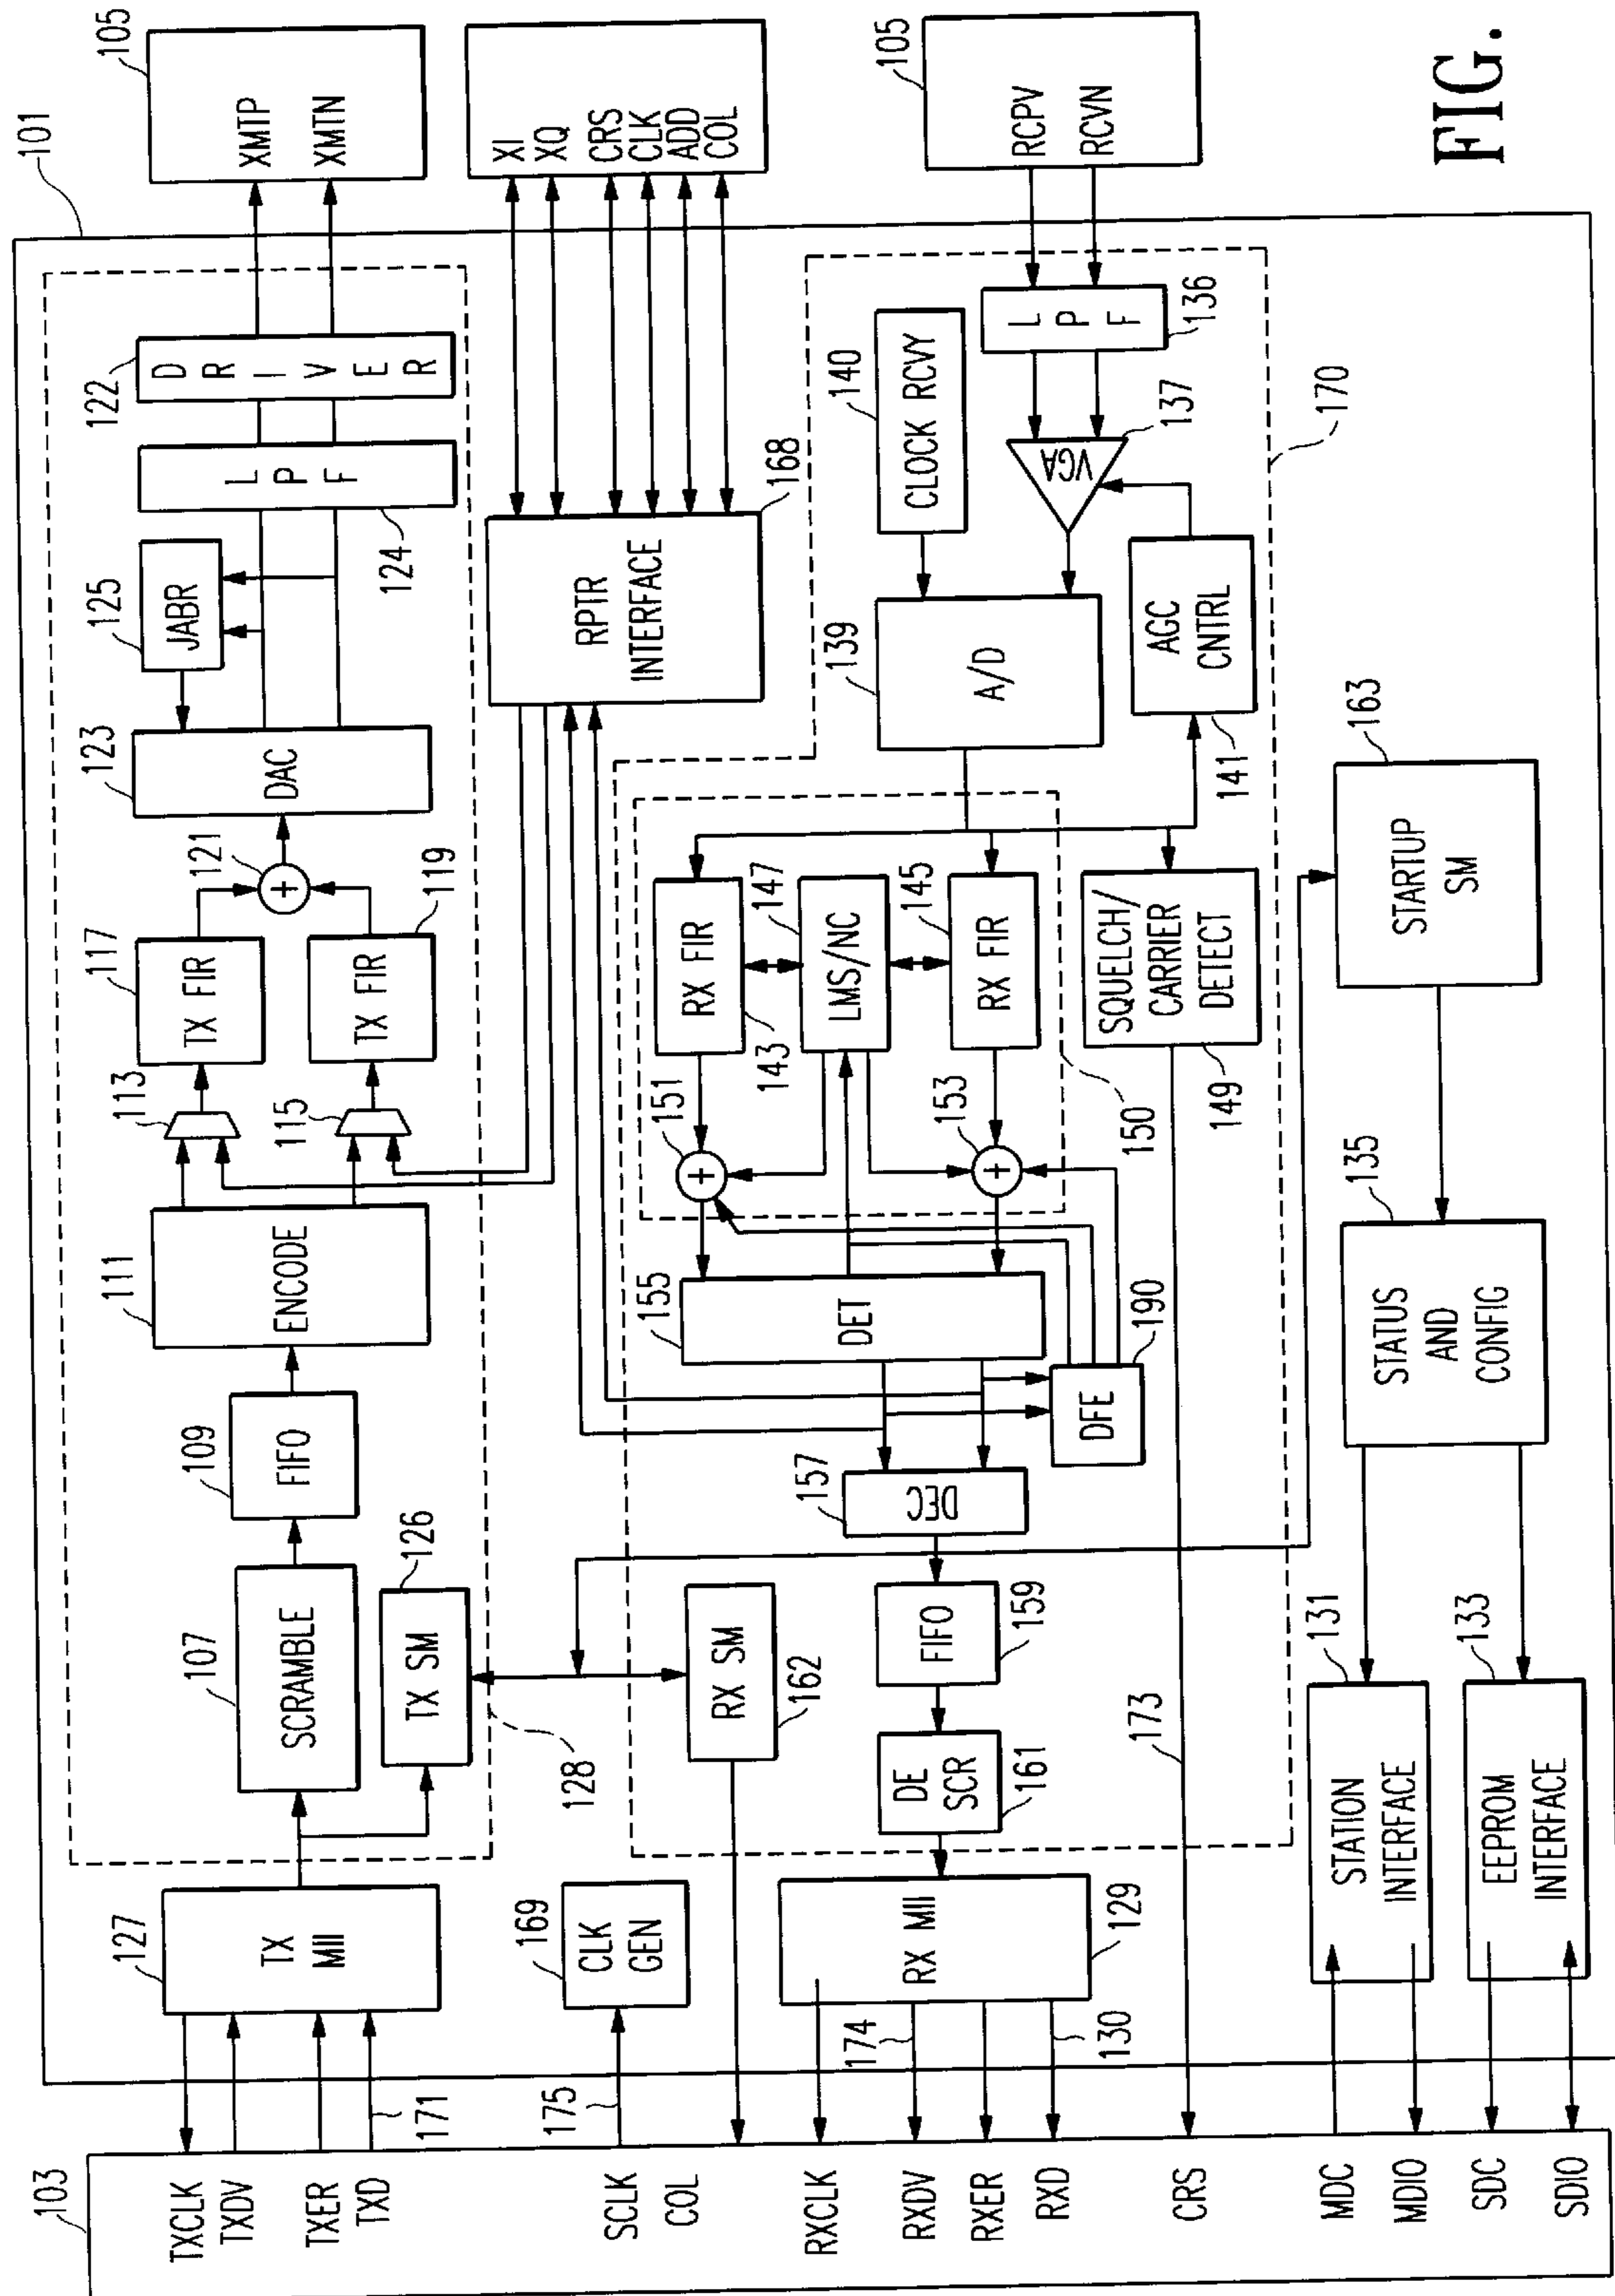 103
TXCLK
TXDV
TXER
TXD
SCLK
COL
RXCLK
RXDV
RXER
RXD
CRS
MDC
MDIO
SDC
SDIO
171
175
174
130
173
101
127
TX
MII
107
SCRAMBLE
109
FIFO
111
ENCODE
113
115
117
TX FIR
TX FIR
119
121
123
DAC
125
JABR
124
L
P
F
122
D
R
I
V
E
R
105
XMTP
XMTN
126
TX SM
128
169
CLK
GEN
RPTR
INTERFACE
168
XI
XQ
CRS
CLK
ADD
COL
RX SM
162
129
RX MII
DE
SCR
161
FIFO
159
157
DEC
155
DET
DFE
190
151
153
RX FIR
143
LMS/NC
147
RX FIR
145
150
SQUELCH/
CARRIER
DETECT
149
139
A/D
140
CLOCK RCVY
VGA
137
L
P
F
136
AGC
CNTRL
141
170
105
RCPV
RCVN
131
STATION
INTERFACE
133
EEPROM
INTERFACE
135
STATUS
AND
CONFIG
163
STARTUP
SM
FIG.